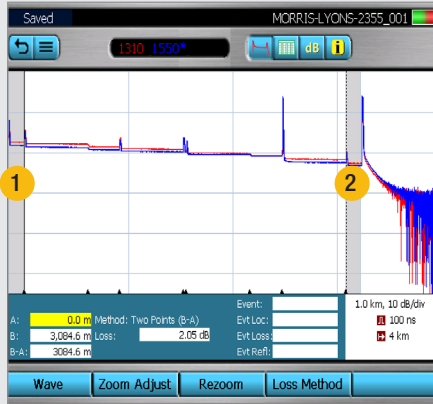 Saved MORRIS-LYONS-2355_001
1310 1550* dB i
1 2
Event:
1.0 km, 10 dB/div
A: 0.0 m Method: Two Points (B-A) Evt Loc: 100 ns
B: 3,084.6 m Loss: 2.05 dB Evt Loss: 4 km
B-A: 3084.6 m Evt Refl:
Wave Zoom Adjust Rezoom Loss Method